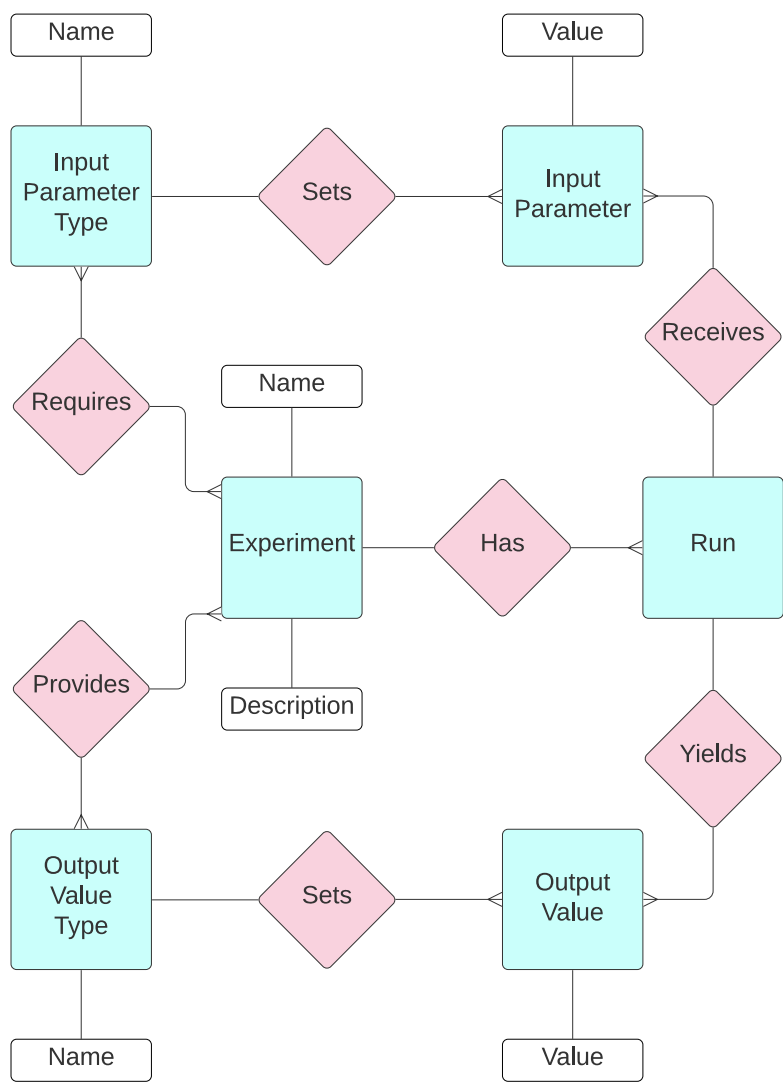 Name
Value
Input
Parameter
Type
Sets
Input
Parameter
Receives
Requires
Name
Experiment
Has
Run
Provides
Description
Yields
Output
Value
Type
Sets
Output
Value
Name
Value